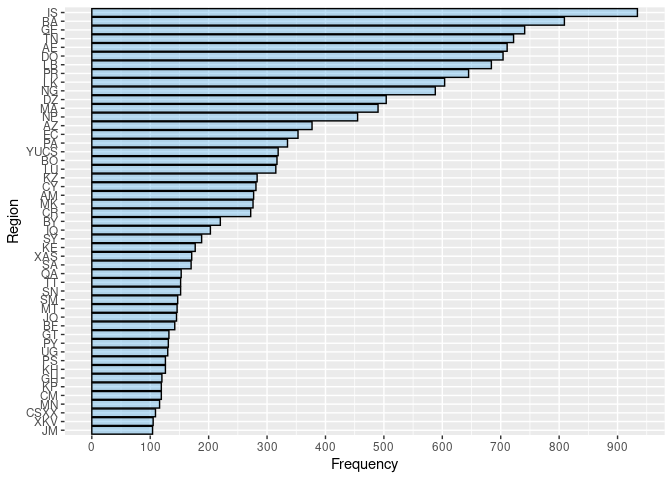 IS
BA
GE
TN
AE
DO
LB
PR
LK
NG
DZ
MA
NP
AZ
EC
PA
YUCS
BO
LU
KZ
CY
AM
MK
CD
BY
IQ
SY
KE
XAS
SA
QA
TT
SN
SM
MT
JO
BE
GT
PY
UG
PS
KH
GH
KP
CM
MN
CSXX
XKV
JM
Region
0 100 200 300 400 500 600 700 800 900
Frequency